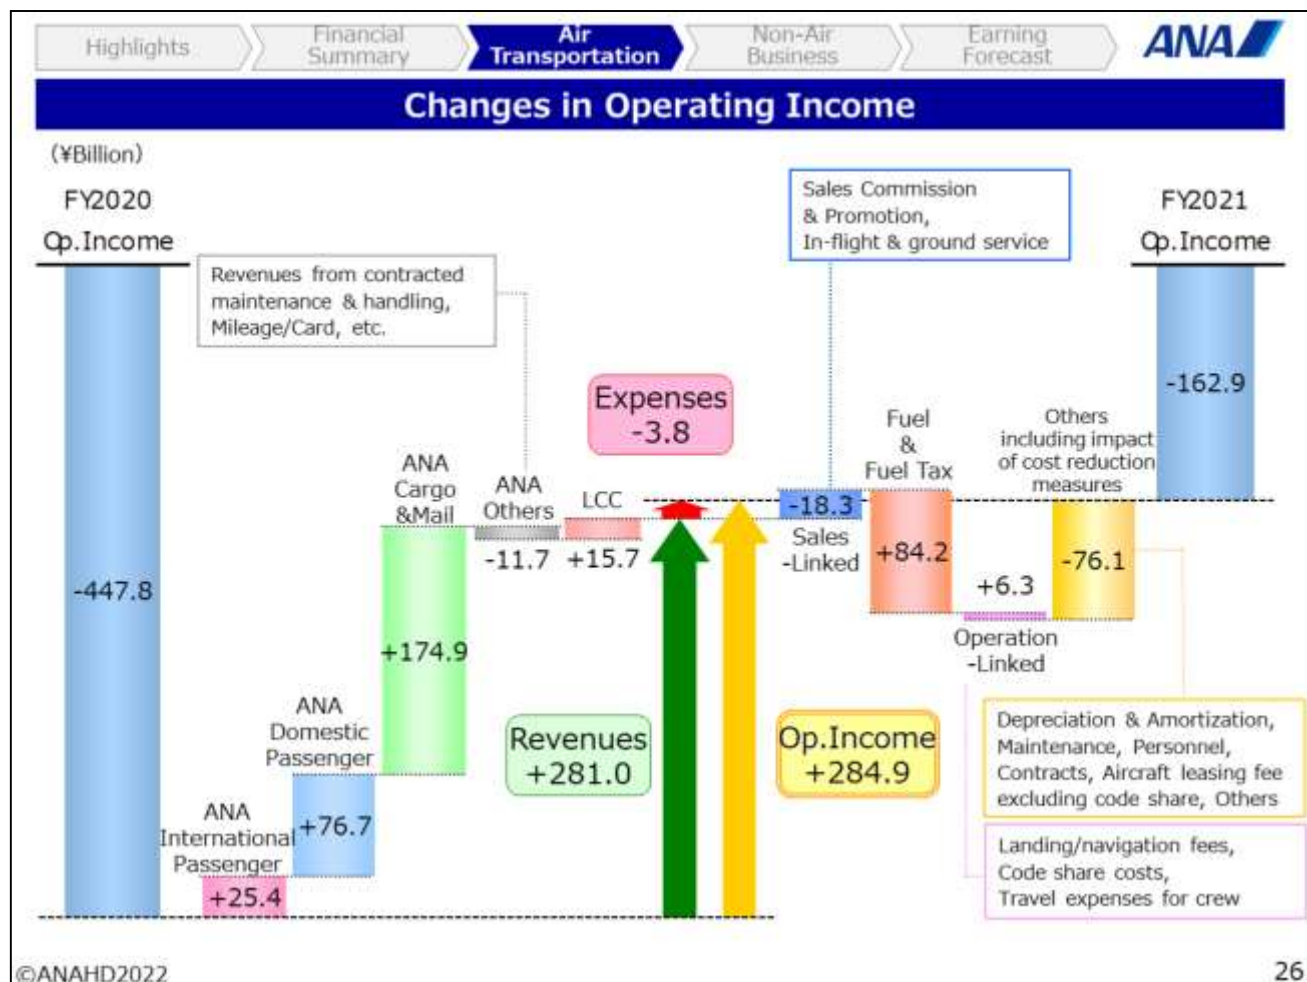 Highlights
Financial
Summary
Air
Transportation
Non-Air
Business
Earning
Forecast
ANA
Changes in Operating Income
(¥Billion)
FY2020
Op.Income
-447.8
Revenues from contracted
maintenance & handling,
Mileage/Card, etc.
ANA
International
Passenger
+25.4
ANA
Domestic
Passenger
+76.7
ANA
Cargo
&Mail
+174.9
ANA
Others
-11.7
LCC
+15.7
Expenses
-3.8
Revenues
+281.0
Op.Income
+284.9
Sales Commission
& Promotion,
In-flight & ground service
-18.3
Sales
-Linked
Fuel
&
Fuel Tax
+84.2
+6.3
Operation
-Linked
Others
including impact
of cost reduction
measures
-76.1
FY2021
Op.Income
-162.9
Depreciation & Amortization,
Maintenance, Personnel,
Contracts, Aircraft leasing fee
excluding code share, Others
Landing/navigation fees,
Code share costs,
Travel expenses for crew
©ANAHD2022
26